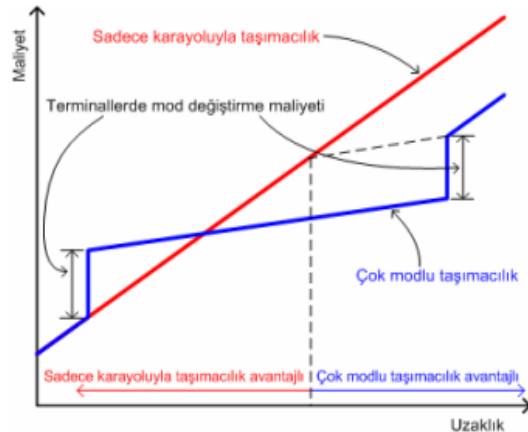 Maliyet
Sadece karayoluyla taşımacılık
Terminallerde mod değiştirme maliyeti
Çok modlu taşımacılık
Sadece karayoluyla taşımacılık avantajlı
Çok modlu taşımacılık avantajlı
Uzaklık